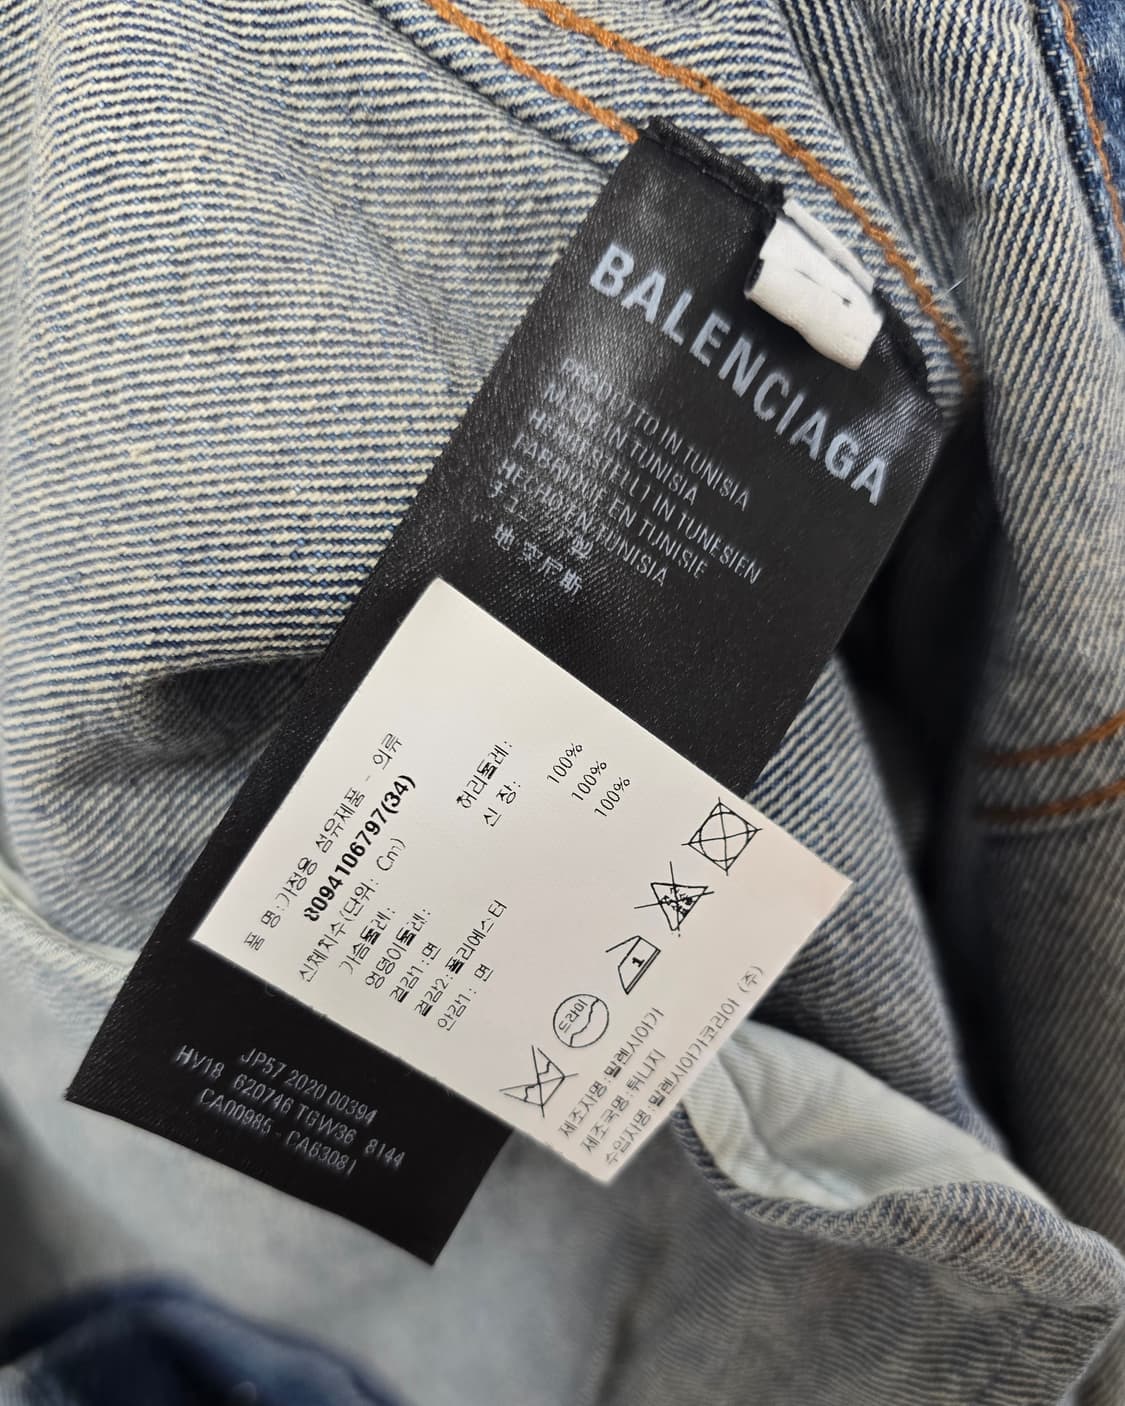 BALENCIAGA
PRODOTTO IN TUNISIA
MADE IN TUNISIA
HERGESTELLT IN TUNESIEN
FABRIQUE EN TUNISIE
HECHO EN TUNISIA
突尼斯
품 명:가정용 섬유제품 - 의류
8094106797(34)
신체치수(단위: Cm)
가슴둘레: 허리둘레:
엉덩이둘레: 신 장:
겉감1:면 100%
겉감2:폴리에스터 100%
안감1: 면 100%
1
드라이
제조자명:발렌시아가
제조국명:튀니지
수입자명:발렌시아가코리아 (주)
JP57 2020 00394
HV18 620746 TGW36 8144
CA00985 - CA63081